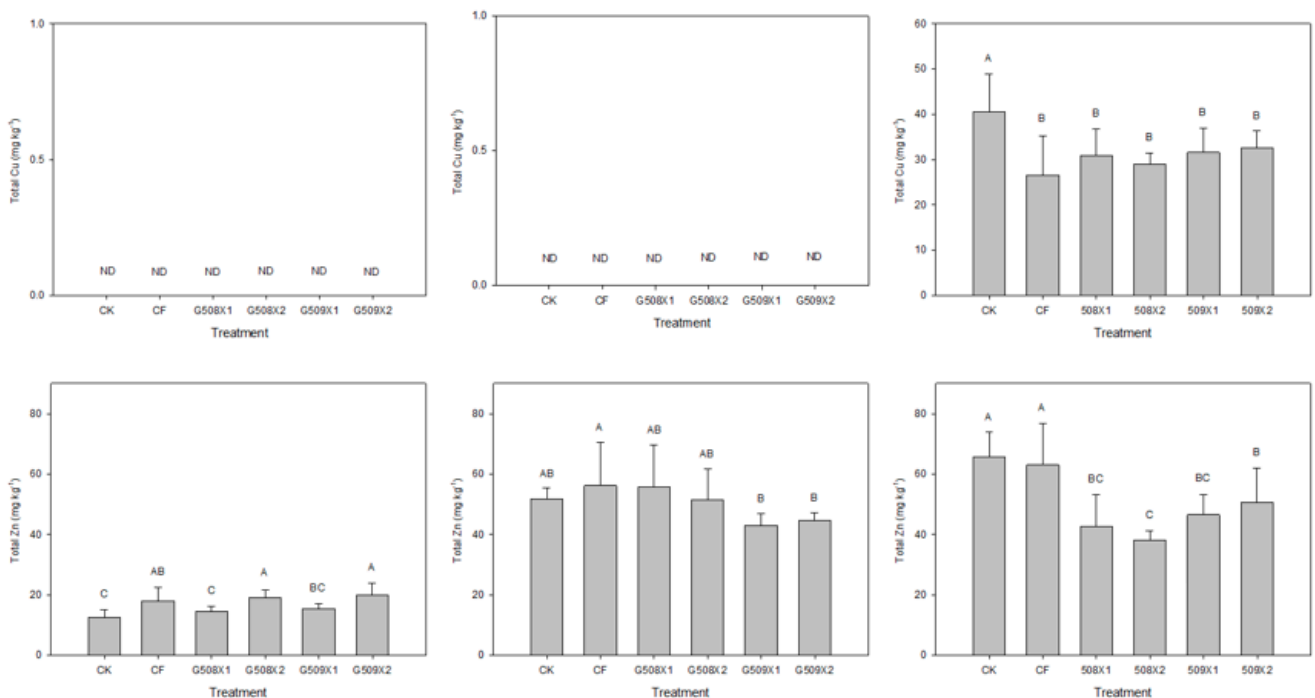 1.0
0.5
0.0
Total Cu (mg kg-1)
ND ND ND ND ND ND
CK CF G508X1 G508X2 G509X1 G509X2
Treatment
1.0
0.5
0.0
Total Cu (mg kg-1)
ND ND ND ND ND ND
CK CF G508X1 G508X2 G509X1 G509X2
Treatment
60
50
40
30
20
10
0
Total Cu (mg kg-1)
A B B B B B
CK CF 508X1 508X2 509X1 509X2
Treatment
80
60
40
20
0
Total Zn (mg kg-1)
C AB C A BC A
CK CF G508X1 G508X2 G509X1 G509X2
Treatment
80
60
40
20
0
Total Zn (mg kg-1)
AB A AB AB B B
CK CF G508X1 G508X2 G509X1 G509X2
Treatment
80
60
40
20
0
Total Zn (mg kg-1)
A A BC C BC B
CK CF 508X1 508X2 509X1 509X2
Treatment